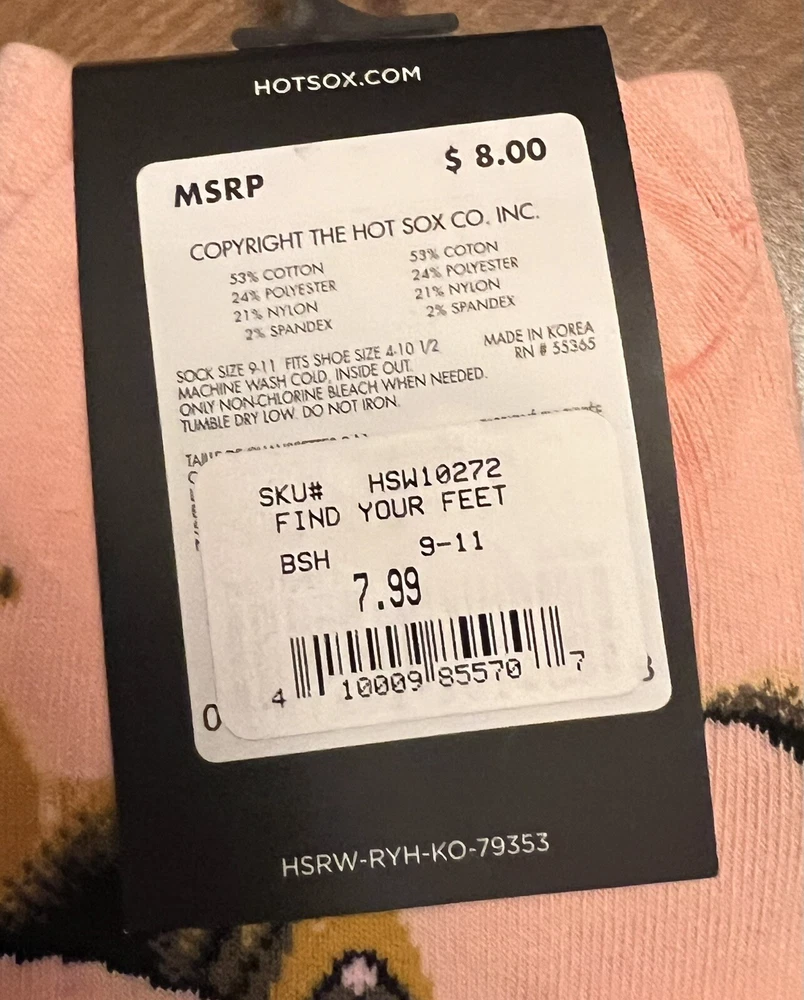 HOTSOX.COM
MSRP $ 8.00
COPYRIGHT THE HOT SOX CO. INC.
53% COTTON 53% COTON
24% POLYESTER 24% POLYESTER
21% NYLON 21% NYLON
2% SPANDEX 2% SPANDEX
SOCK SIZE 9-11 FITS SHOE SIZE 4-10 1/2 MADE IN KOREA
MACHINE WASH COLD, INSIDE OUT. RN # 55365
ONLY NON-CHLORINE BLEACH WHEN NEEDED.
TUMBLE DRY LOW. DO NOT IRON.
SKU# HSW10272
FIND YOUR FEET
BSH 9-11
7.99
4 10009 85570 7
0
HSRW-RYH-KO-79353